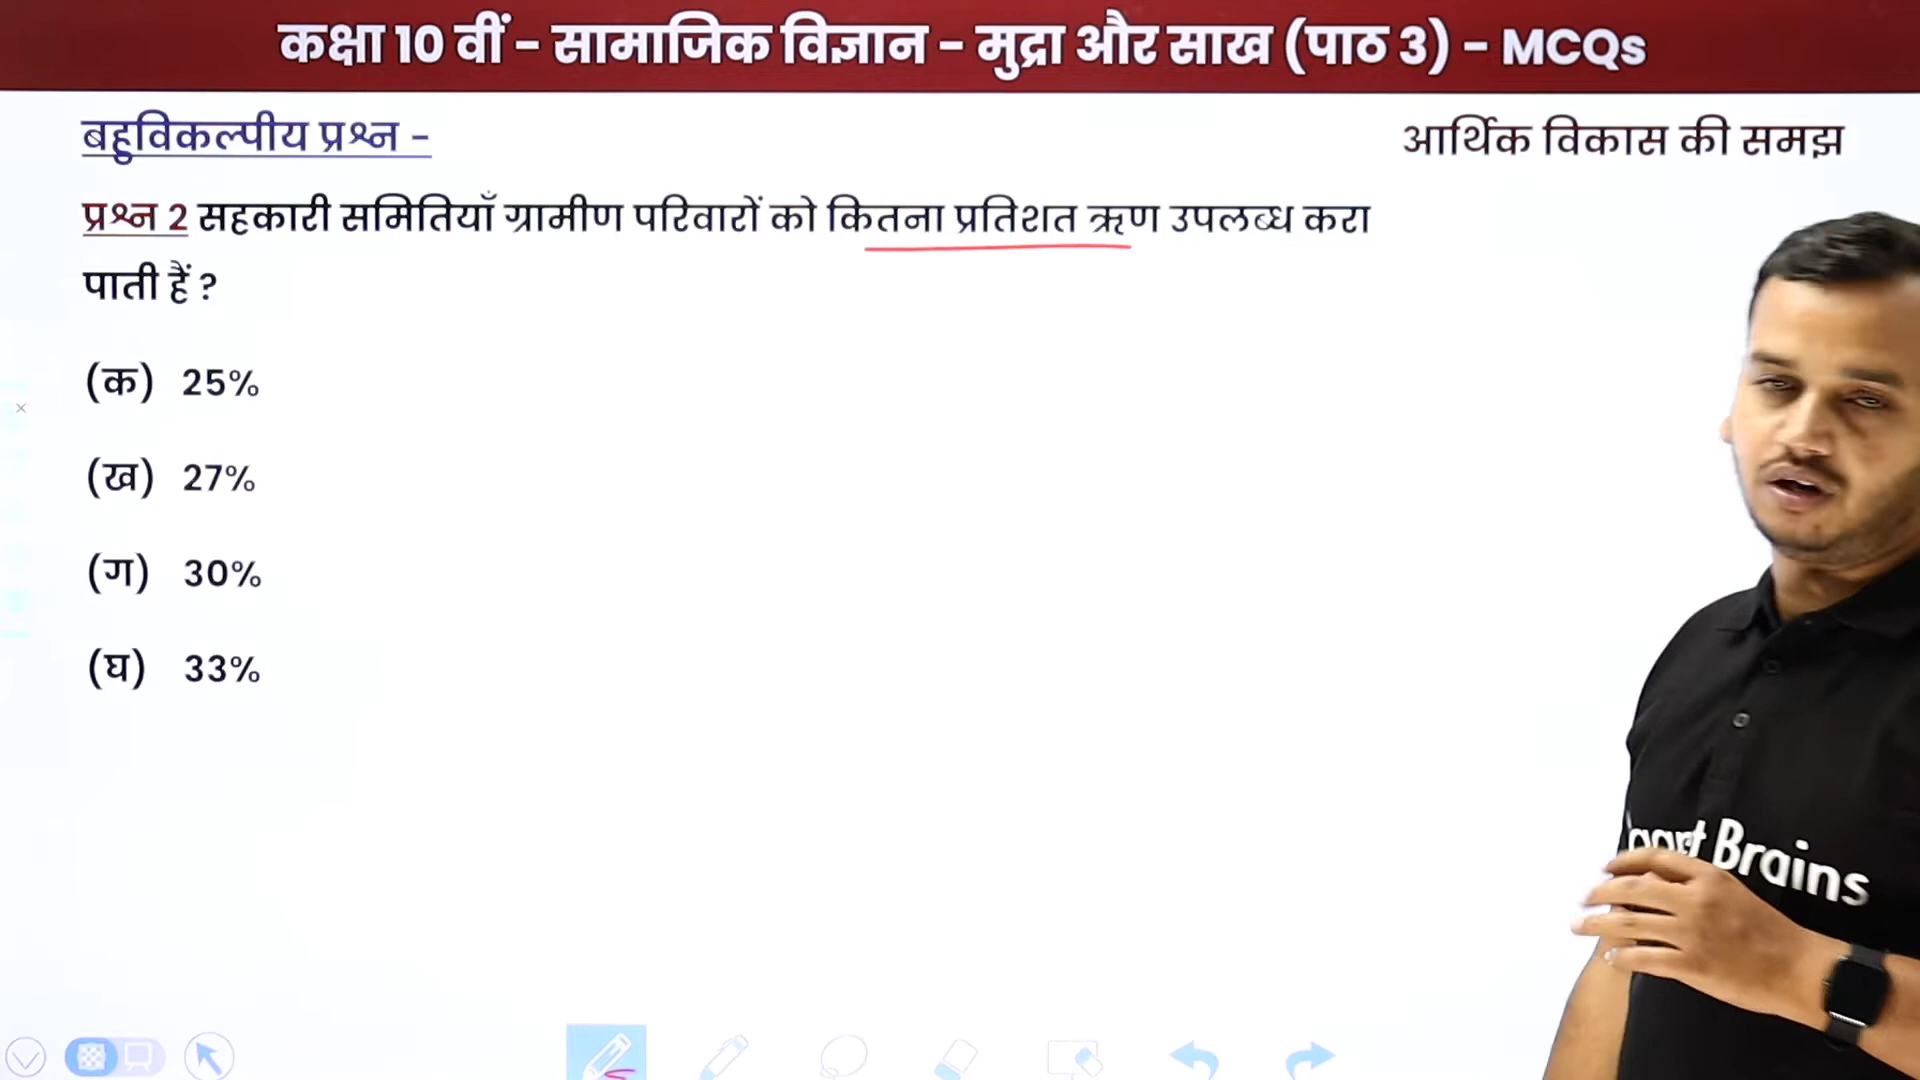 कक्षा 10 वीं - सामाजिक विज्ञान - मुद्रा और साख (पाठ 3) - MCQs
बहुविकल्पीय प्रश्न -
आर्थिक विकास की समझ
प्रश्न 2 सहकारी समितियाँ ग्रामीण परिवारों को कितना प्रतिशत ऋण उपलब्ध करा
पाती हैं ?
(क) 25%
(ख) 27%
(ग) 30%
(घ) 33%
Brains